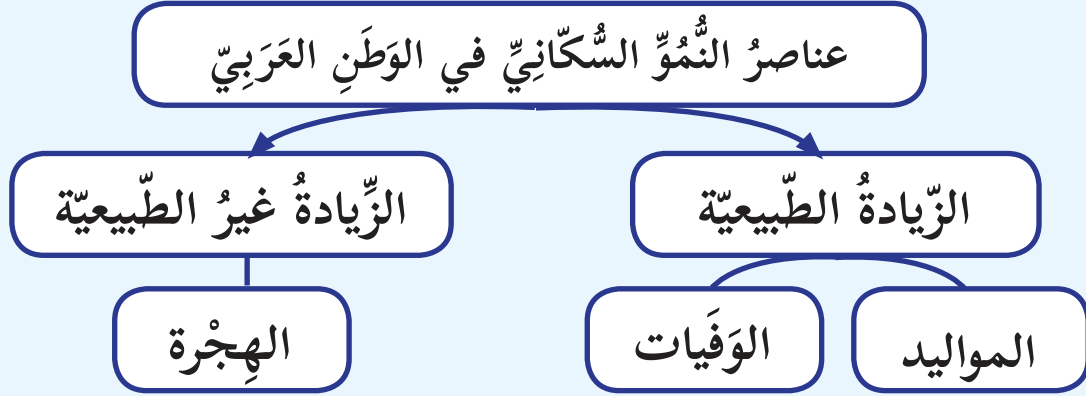 عناصرُ النُّمُوِّ السُّكّانِيِّ في الوَطَنِ العَرَبِيّ
الزّيادةُ الطّبيعيّة
الزِّيادةُ غيرُ الطّبيعيّة
المواليد
الوَفَيات
الهِجْرة